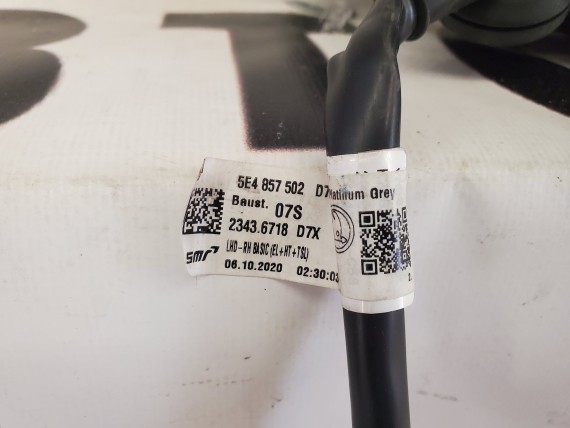 5E4 857 502 D7 Platinum Grey
Baust. 07S
2343.6718 D7X
smr LHD-RH BASIC (EL+HT+TSL)
06.10.2020 02:30:03